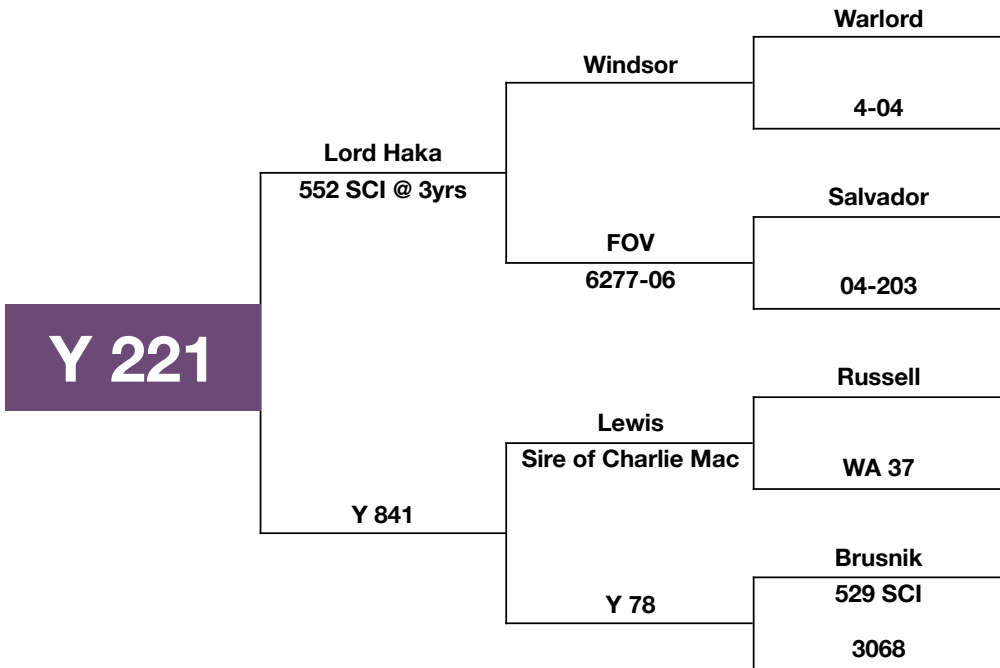 Warlord
Windsor
4-04
Lord Haka
552 SCI @ 3yrs
Salvador
FOV
6277-06
04-203
Y 221
Russell
Lewis
Sire of Charlie Mac
WA 37
Y 841
Brusnik
529 SCI
Y 78
3068